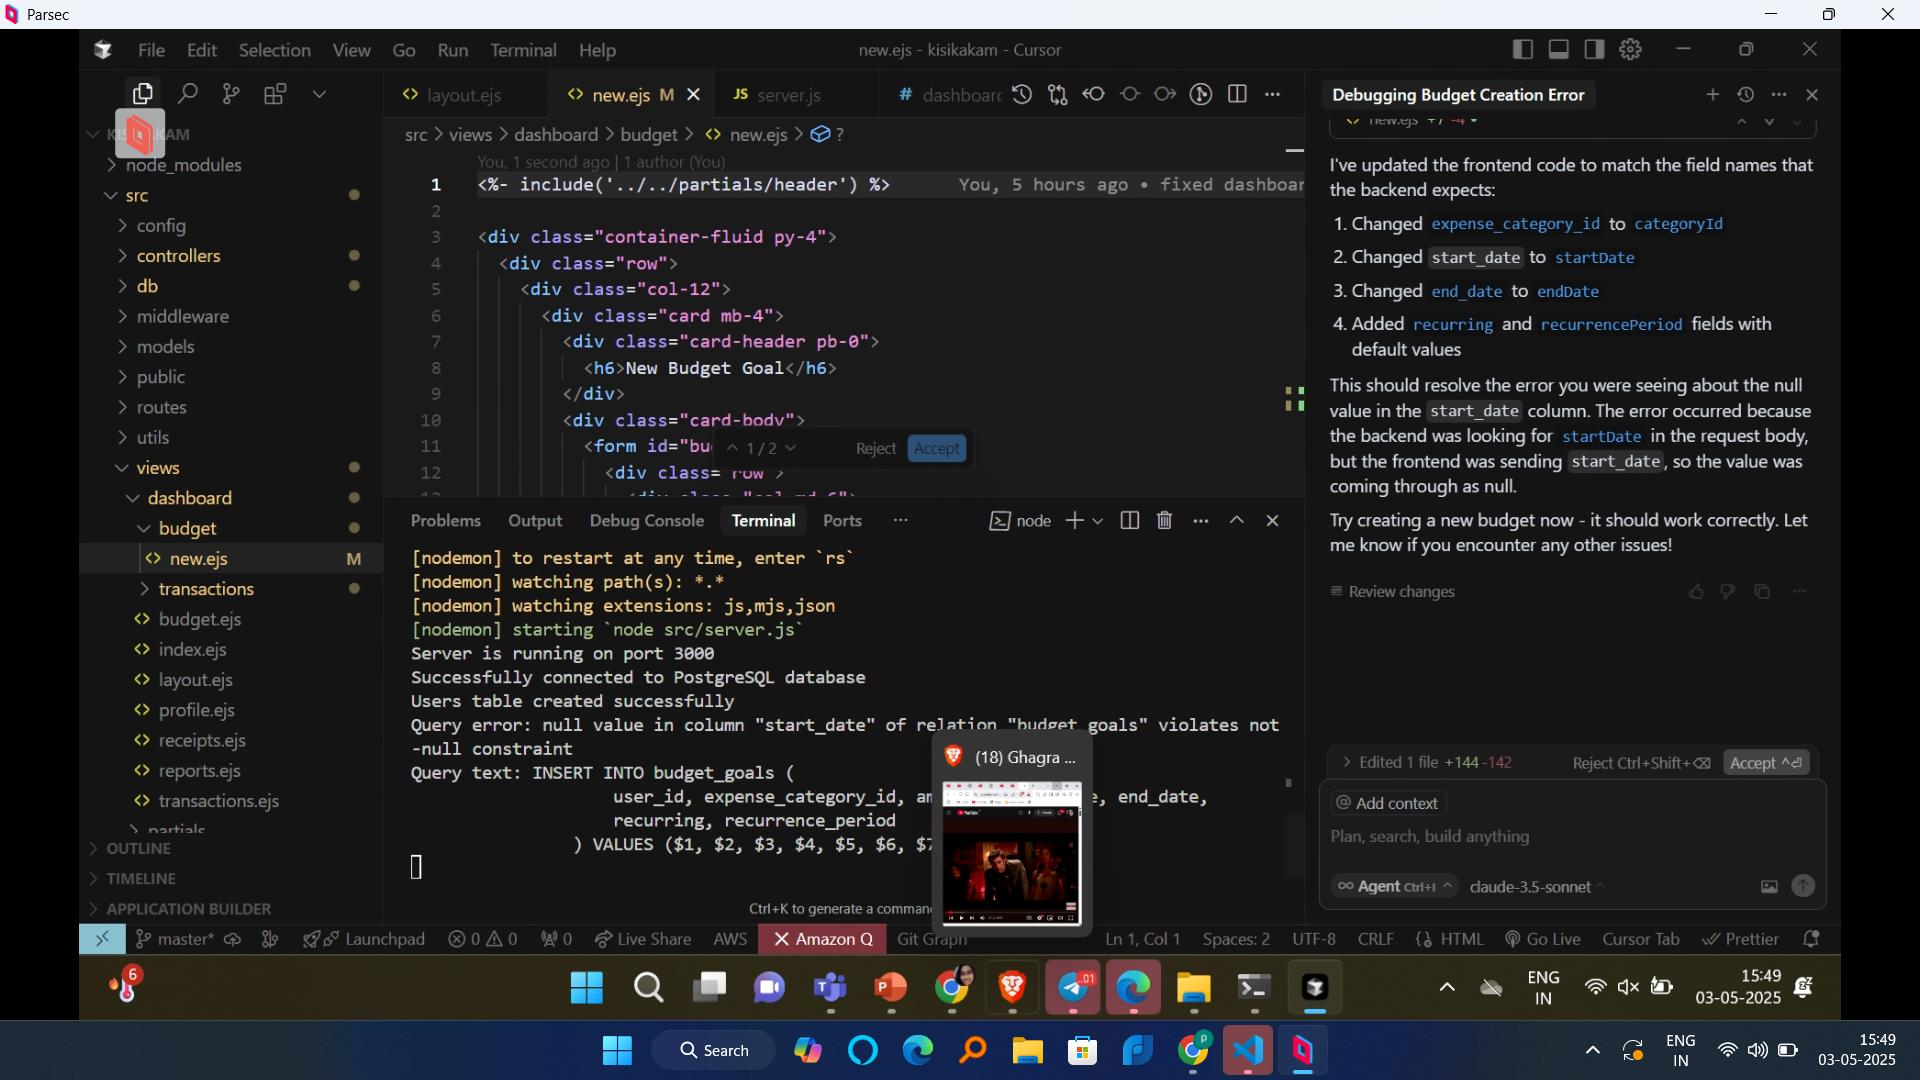 Parsec
File Edit Selection View Go Run Terminal Help
new.ejs - kisikakam - Cursor
layout.ejs
new.ejs M
JS server.js
# dashboard
src > views > dashboard > budget > new.ejs > ?
node_modules
src
config
controllers
db
middleware
models
public
routes
utils
views
dashboard
budget
new.ejs M
transactions
budget.ejs
index.ejs
layout.ejs
profile.ejs
receipts.ejs
reports.ejs
transactions.ejs
partials
OUTLINE
TIMELINE
APPLICATION BUILDER
You, 1 second ago | 1 author (You)
1 <%- include('../../partials/header') %> You, 5 hours ago • fixed dashboar
2
3 <div class="container-fluid py-4">
4 <div class="row">
5 <div class="col-12">
6 <div class="card mb-4">
7 <div class="card-header pb-0">
8 <h6>New Budget Goal</h6>
9 </div>
10 <div class="card-body">
11 <form id="bu
12 <div class="row">
<div class="col-md-6">
1 / 2 Reject Accept
Problems Output Debug Console Terminal Ports ··· node
[nodemon] to restart at any time, enter `rs`
[nodemon] watching path(s): *.*
[nodemon] watching extensions: js,mjs,json
[nodemon] starting `node src/server.js`
Server is running on port 3000
Successfully connected to PostgreSQL database
Users table created successfully
Query error: null value in column "start_date" of relation "budget_goals" violates not
-null constraint
Query text: INSERT INTO budget_goals (
user_id, expense_category_id, am e, end_date,
recurring, recurrence_period
) VALUES ($1, $2, $3, $4, $5, $6, $7
Ctrl+K to generate a comman
(18) Ghagra ...
Debugging Budget Creation Error
new.ejs +7 -4
I've updated the frontend code to match the field names that
the backend expects:
1. Changed expense_category_id to categoryId
2. Changed start_date to startDate
3. Changed end_date to endDate
4. Added recurring and recurrencePeriod fields with
default values
This should resolve the error you were seeing about the null
value in the start_date column. The error occurred because
the backend was looking for startDate in the request body,
but the frontend was sending start_date, so the value was
coming through as null.
Try creating a new budget now - it should work correctly. Let
me know if you encounter any other issues!
Review changes
Edited 1 file +144 -142 Reject Ctrl+Shift+⌫ Accept ^⏎
@ Add context
Plan, search, build anything
∞ Agent Ctrl+I claude-3.5-sonnet
master* Launchpad 0 0 0 Live Share AWS Amazon Q Git Graph Ln 1, Col 1 Spaces: 2 UTF-8 CRLF HTML Go Live Cursor Tab Prettier
6
.01
ENG
IN
15:49
03-05-2025
Search
ENG
IN
15:49
03-05-2025